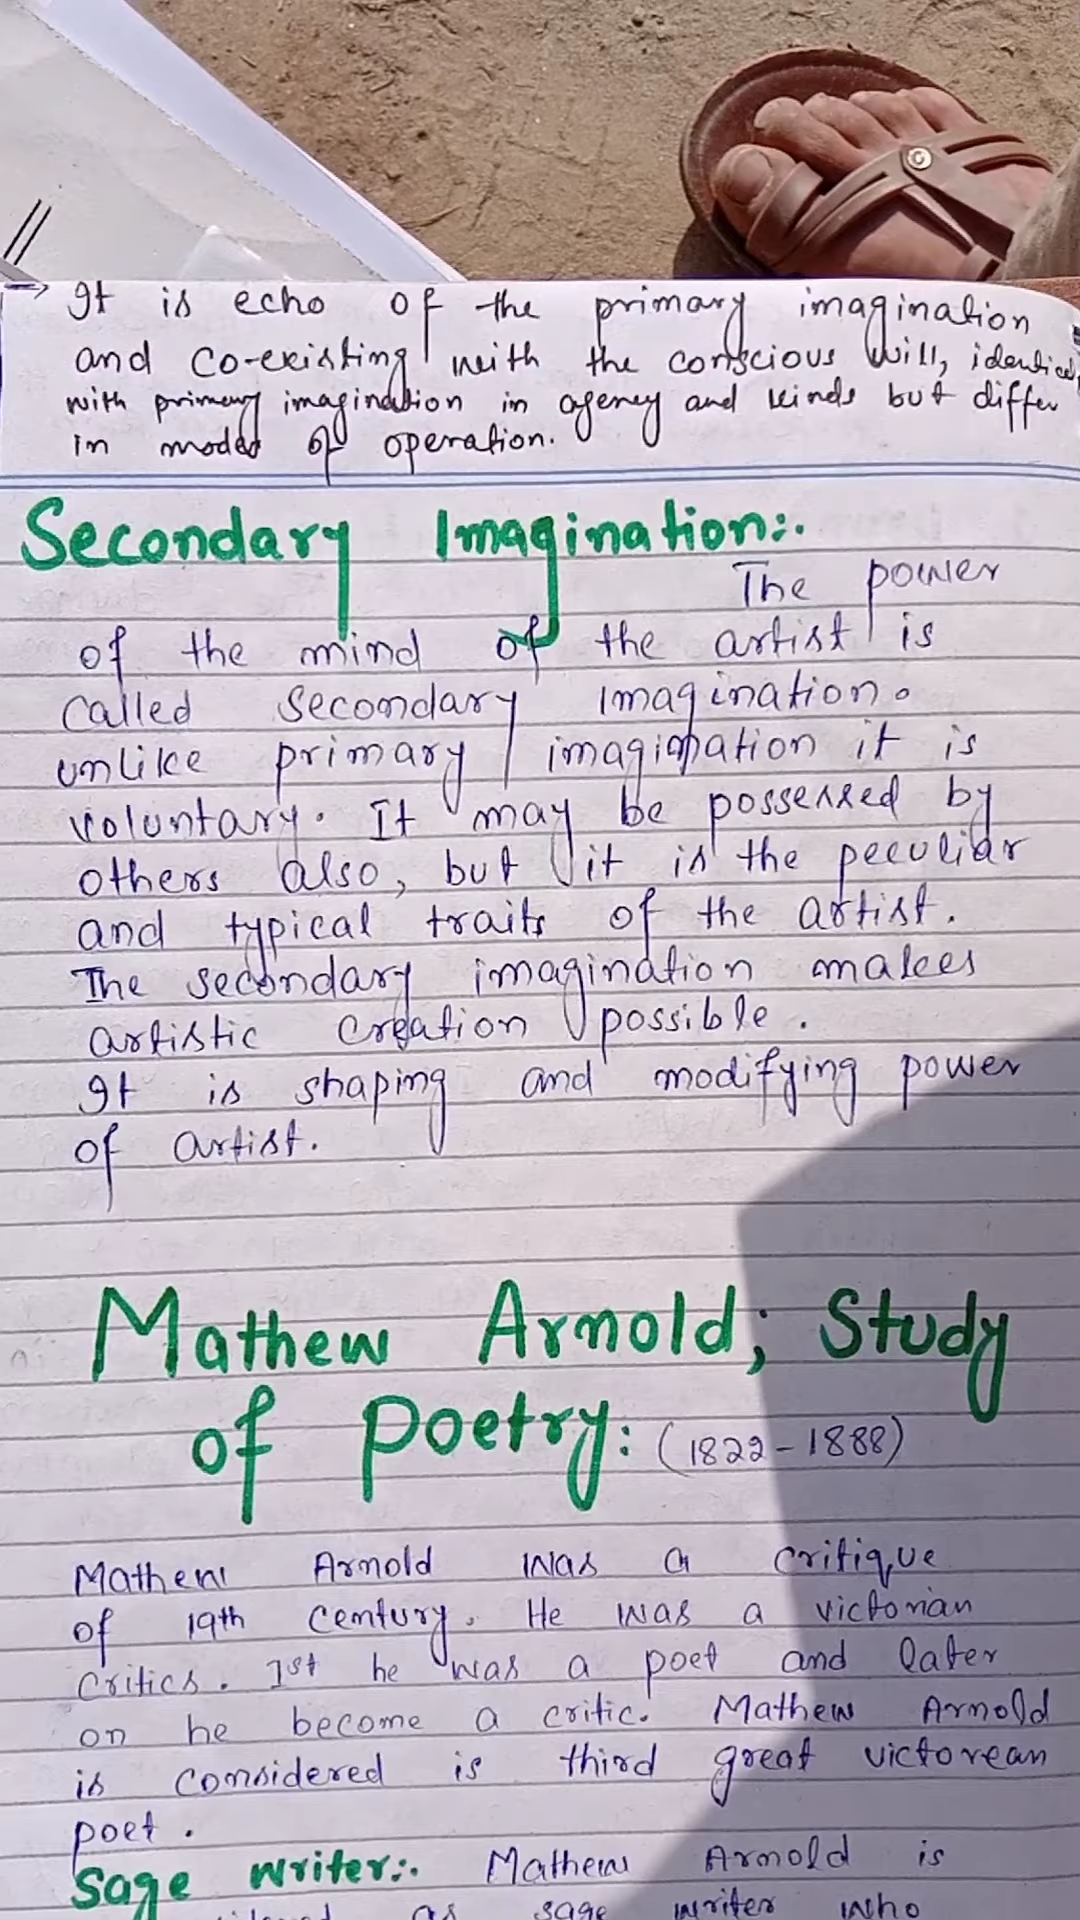 It is echo of the primary imagination
and co-existing with the conscious will, identical
with primary imagination in agency and kinds but differ
in modes of operation.
Secondary Imagination:.
The power
of the mind of the artist is
called secondary imagination.
unlike primary imagination it is
voluntary. It may be possessed by
others also, but it is the peculiar
and typical traits of the artist.
The secondary imagination makes
artistic creation possible.
It is shaping and modifying power
of artist.
Mathew Arnold; Study
of Poetry: (1822-1888)
Mathew Arnold was a critique
of 19th century. He was a victorian
critics. Ist he was a poet and later
on he become a critic. Mathew Arnold
is considered is third great victorean
poet.
Sage writer:. Mathew Arnold is
as sage writer who